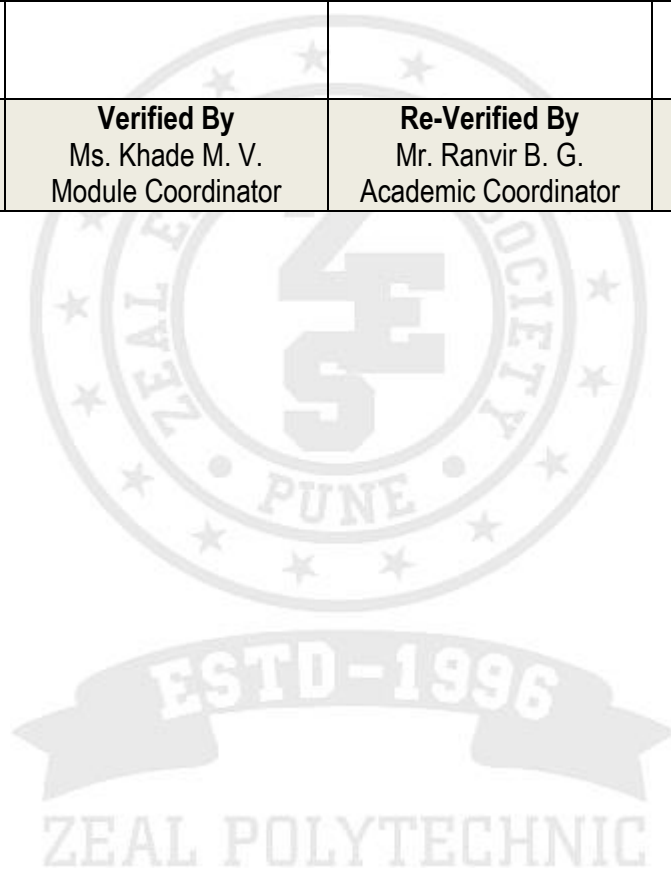 Verified By
Ms. Khade M. V.
Module Coordinator
Re-Verified By
Mr. Ranvir B. G.
Academic Coordinator
ZES
SOCIETY
ZEAL
PUNE
ESTD-1996
ZEAL POLYTECHNIC